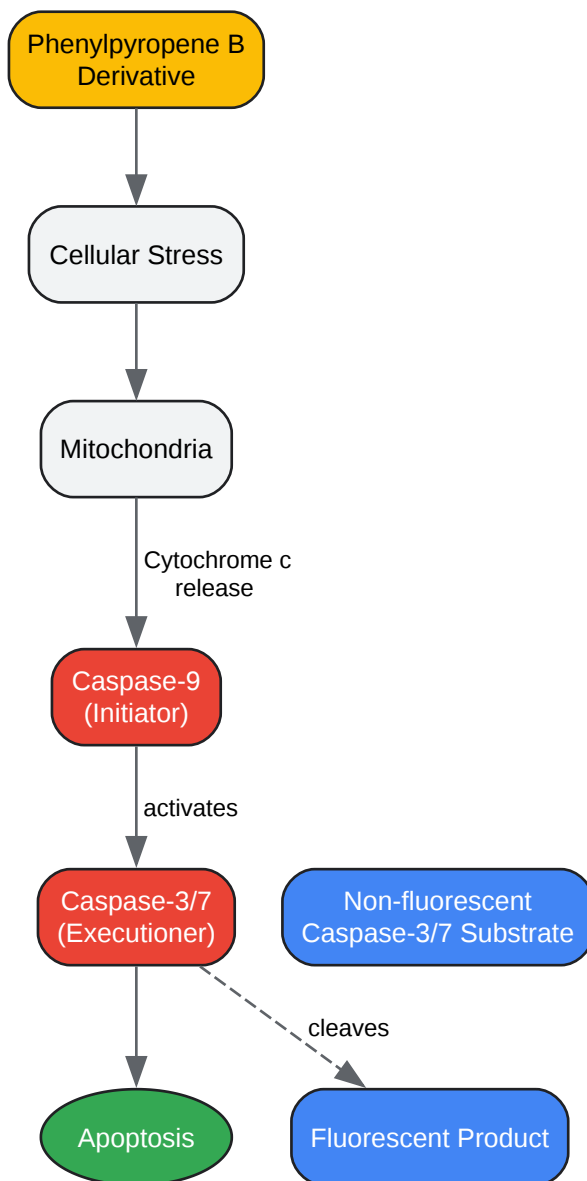 Phenylpyropene B
Derivative
Cellular Stress
Mitochondria
Cytochrome c
release
Caspase-9
(Initiator)
activates
Caspase-3/7
(Executioner)
Non-fluorescent
Caspase-3/7 Substrate
cleaves
Apoptosis
Fluorescent Product